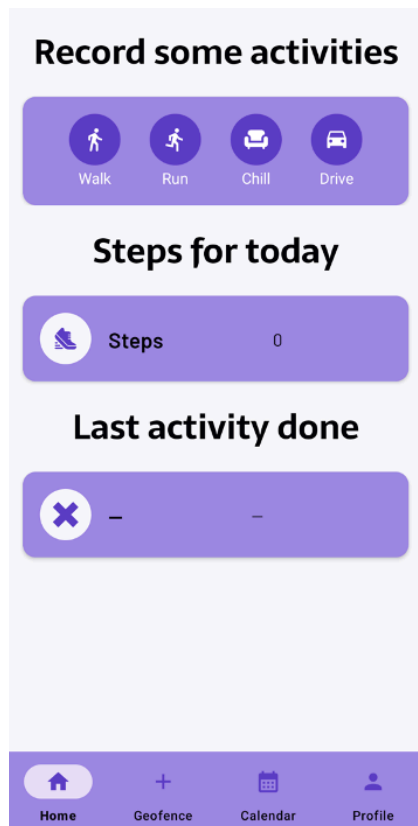 Record some activities
Walk Run Chill Drive
Steps for today
Steps 0
Last activity done
– –
Home Geofence Calendar Profile